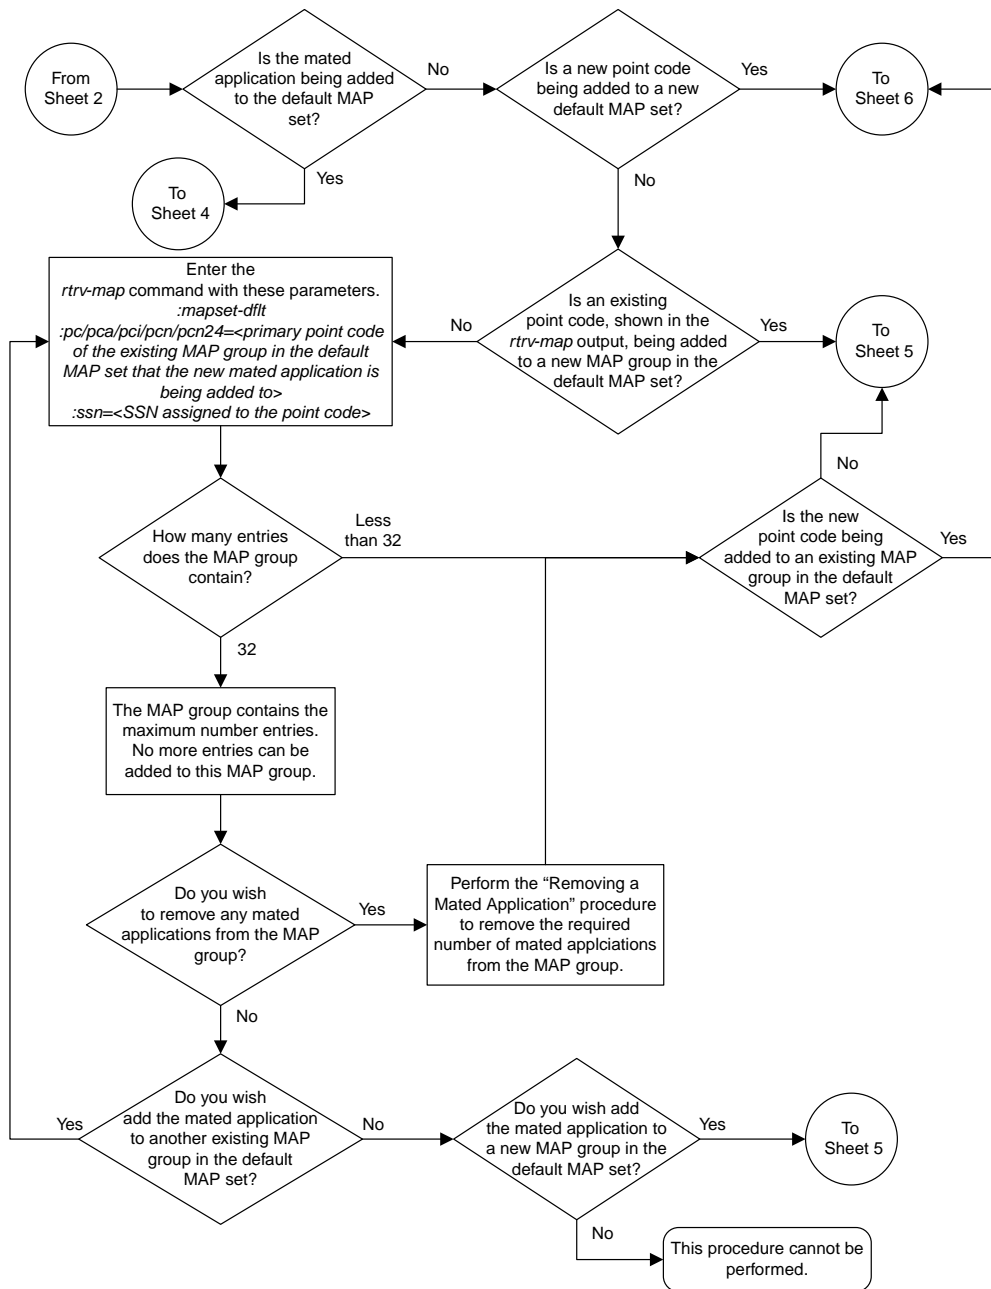 From
Sheet 2
Is the mated
application being added
to the default MAP
set?
No
Is a new point code
being added to a new
default MAP set?
Yes
To
Sheet 6
Yes
To
Sheet 4
No
Enter the
rtrv-map command with these parameters.
:mapset-dflt
:pc/pca/pci/pcn/pcn24=<primary point code
of the existing MAP group in the default
MAP set that the new mated application is
being added to>
:ssn=<SSN assigned to the point code>
No
Is an existing
point code, shown in the
rtrv-map output, being added
to a new MAP group in the
default MAP set?
Yes
To
Sheet 5
No
How many entries
does the MAP group
contain?
Less
than 32
Is the new
point code being
added to an existing MAP
group in the default
MAP set?
Yes
32
The MAP group contains the
maximum number entries.
No more entries can be
added to this MAP group.
Do you wish
to remove any mated
applications from the MAP
group?
Yes
Perform the “Removing a
Mated Application” procedure
to remove the required
number of mated applciations
from the MAP group.
No
Yes
Do you wish
add the mated application
to another existing MAP
group in the default
MAP set?
No
Do you wish add
the mated application to
a new MAP group in the
default MAP set?
Yes
To
Sheet 5
No
This procedure cannot be
performed.